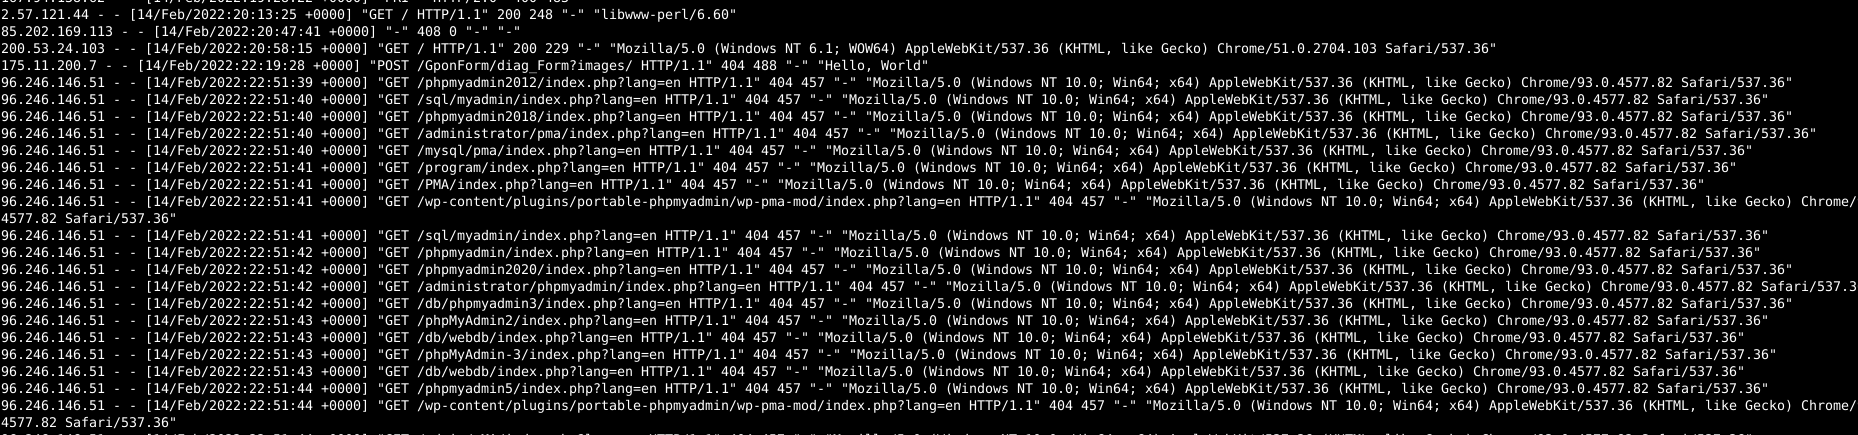 2.57.121.44 - - [14/Feb/2022:20:13:25 +0000] "GET / HTTP/1.1" 200 248 "-" "libwww-perl/6.60"
85.202.169.113 - - [14/Feb/2022:20:47:41 +0000] "-" 408 0 "-" "-"
200.53.24.103 - - [14/Feb/2022:20:58:15 +0000] "GET / HTTP/1.1" 200 229 "-" "Mozilla/5.0 (Windows NT 6.1; WOW64) AppleWebKit/537.36 (KHTML, like Gecko) Chrome/51.0.2704.103 Safari/537.36"
175.11.200.7 - - [14/Feb/2022:22:19:28 +0000] "POST /GponForm/diag_Form?images/ HTTP/1.1" 404 488 "-" "Hello, World"
96.246.146.51 - - [14/Feb/2022:22:51:39 +0000] "GET /phpmyadmin2012/index.php?lang=en HTTP/1.1" 404 457 "-" "Mozilla/5.0 (Windows NT 10.0; Win64; x64) AppleWebKit/537.36 (KHTML, like Gecko) Chrome/93.0.4577.82 Safari/537.36"
96.246.146.51 - - [14/Feb/2022:22:51:40 +0000] "GET /sql/myadmin/index.php?lang=en HTTP/1.1" 404 457 "-" "Mozilla/5.0 (Windows NT 10.0; Win64; x64) AppleWebKit/537.36 (KHTML, like Gecko) Chrome/93.0.4577.82 Safari/537.36"
96.246.146.51 - - [14/Feb/2022:22:51:40 +0000] "GET /phpmyadmin2018/index.php?lang=en HTTP/1.1" 404 457 "-" "Mozilla/5.0 (Windows NT 10.0; Win64; x64) AppleWebKit/537.36 (KHTML, like Gecko) Chrome/93.0.4577.82 Safari/537.36"
96.246.146.51 - - [14/Feb/2022:22:51:40 +0000] "GET /administrator/pma/index.php?lang=en HTTP/1.1" 404 457 "-" "Mozilla/5.0 (Windows NT 10.0; Win64; x64) AppleWebKit/537.36 (KHTML, like Gecko) Chrome/93.0.4577.82 Safari/537.36"
96.246.146.51 - - [14/Feb/2022:22:51:40 +0000] "GET /mysql/pma/index.php?lang=en HTTP/1.1" 404 457 "-" "Mozilla/5.0 (Windows NT 10.0; Win64; x64) AppleWebKit/537.36 (KHTML, like Gecko) Chrome/93.0.4577.82 Safari/537.36"
96.246.146.51 - - [14/Feb/2022:22:51:41 +0000] "GET /program/index.php?lang=en HTTP/1.1" 404 457 "-" "Mozilla/5.0 (Windows NT 10.0; Win64; x64) AppleWebKit/537.36 (KHTML, like Gecko) Chrome/93.0.4577.82 Safari/537.36"
96.246.146.51 - - [14/Feb/2022:22:51:41 +0000] "GET /PMA/index.php?lang=en HTTP/1.1" 404 457 "-" "Mozilla/5.0 (Windows NT 10.0; Win64; x64) AppleWebKit/537.36 (KHTML, like Gecko) Chrome/93.0.4577.82 Safari/537.36"
96.246.146.51 - - [14/Feb/2022:22:51:41 +0000] "GET /wp-content/plugins/portable-phpmyadmin/wp-pma-mod/index.php?lang=en HTTP/1.1" 404 457 "-" "Mozilla/5.0 (Windows NT 10.0; Win64; x64) AppleWebKit/537.36 (KHTML, like Gecko) Chrome/
4577.82 Safari/537.36"
96.246.146.51 - - [14/Feb/2022:22:51:41 +0000] "GET /sql/myadmin/index.php?lang=en HTTP/1.1" 404 457 "-" "Mozilla/5.0 (Windows NT 10.0; Win64; x64) AppleWebKit/537.36 (KHTML, like Gecko) Chrome/93.0.4577.82 Safari/537.36"
96.246.146.51 - - [14/Feb/2022:22:51:42 +0000] "GET /phpmyadmin/index.php?lang=en HTTP/1.1" 404 457 "-" "Mozilla/5.0 (Windows NT 10.0; Win64; x64) AppleWebKit/537.36 (KHTML, like Gecko) Chrome/93.0.4577.82 Safari/537.36"
96.246.146.51 - - [14/Feb/2022:22:51:42 +0000] "GET /phpmyadmin2020/index.php?lang=en HTTP/1.1" 404 457 "-" "Mozilla/5.0 (Windows NT 10.0; Win64; x64) AppleWebKit/537.36 (KHTML, like Gecko) Chrome/93.0.4577.82 Safari/537.36"
96.246.146.51 - - [14/Feb/2022:22:51:42 +0000] "GET /administrator/phpmyadmin/index.php?lang=en HTTP/1.1" 404 457 "-" "Mozilla/5.0 (Windows NT 10.0; Win64; x64) AppleWebKit/537.36 (KHTML, like Gecko) Chrome/93.0.4577.82 Safari/537.3
96.246.146.51 - - [14/Feb/2022:22:51:42 +0000] "GET /db/phpmyadmin3/index.php?lang=en HTTP/1.1" 404 457 "-" "Mozilla/5.0 (Windows NT 10.0; Win64; x64) AppleWebKit/537.36 (KHTML, like Gecko) Chrome/93.0.4577.82 Safari/537.36"
96.246.146.51 - - [14/Feb/2022:22:51:43 +0000] "GET /phpMyAdmin2/index.php?lang=en HTTP/1.1" 404 457 "-" "Mozilla/5.0 (Windows NT 10.0; Win64; x64) AppleWebKit/537.36 (KHTML, like Gecko) Chrome/93.0.4577.82 Safari/537.36"
96.246.146.51 - - [14/Feb/2022:22:51:43 +0000] "GET /db/webdb/index.php?lang=en HTTP/1.1" 404 457 "-" "Mozilla/5.0 (Windows NT 10.0; Win64; x64) AppleWebKit/537.36 (KHTML, like Gecko) Chrome/93.0.4577.82 Safari/537.36"
96.246.146.51 - - [14/Feb/2022:22:51:43 +0000] "GET /phpMyAdmin-3/index.php?lang=en HTTP/1.1" 404 457 "-" "Mozilla/5.0 (Windows NT 10.0; Win64; x64) AppleWebKit/537.36 (KHTML, like Gecko) Chrome/93.0.4577.82 Safari/537.36"
96.246.146.51 - - [14/Feb/2022:22:51:43 +0000] "GET /db/webdb/index.php?lang=en HTTP/1.1" 404 457 "-" "Mozilla/5.0 (Windows NT 10.0; Win64; x64) AppleWebKit/537.36 (KHTML, like Gecko) Chrome/93.0.4577.82 Safari/537.36"
96.246.146.51 - - [14/Feb/2022:22:51:44 +0000] "GET /phpmyadmin5/index.php?lang=en HTTP/1.1" 404 457 "-" "Mozilla/5.0 (Windows NT 10.0; Win64; x64) AppleWebKit/537.36 (KHTML, like Gecko) Chrome/93.0.4577.82 Safari/537.36"
96.246.146.51 - - [14/Feb/2022:22:51:44 +0000] "GET /wp-content/plugins/portable-phpmyadmin/wp-pma-mod/index.php?lang=en HTTP/1.1" 404 457 "-" "Mozilla/5.0 (Windows NT 10.0; Win64; x64) AppleWebKit/537.36 (KHTML, like Gecko) Chrome/
4577.82 Safari/537.36"